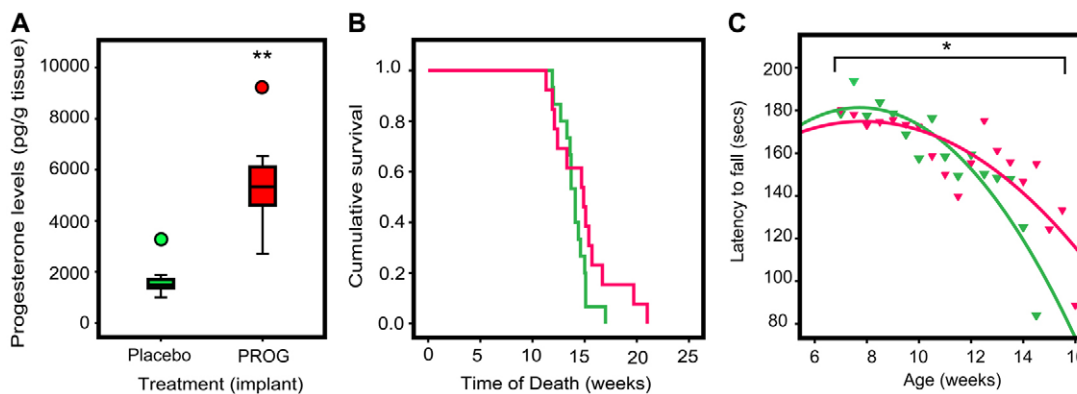 A
Progesterone levels (pg/g tissue)
10000
8000
6000
4000
2000
0
**
Placebo
PROG
Treatment (implant)
B
Cumulative survival
1.0
0.8
0.6
0.4
0.2
0.0
0
5
10
15
20
25
Time of Death (weeks)
C
Latency to fall (secs)
200
180
160
140
120
100
80
*
6
8
10
12
14
Age (weeks)